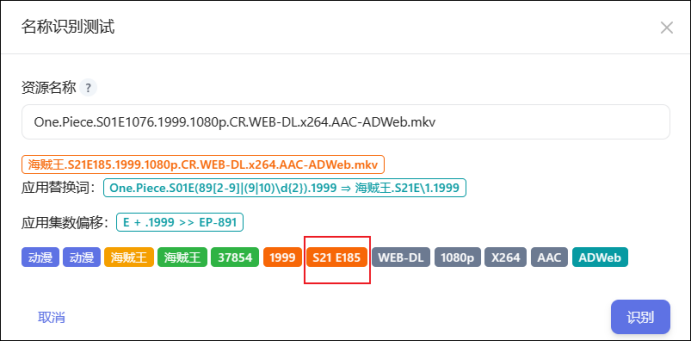 名称识别测试
资源名称 ?
One.Piece.S01E1076.1999.1080p.CR.WEB-DL.x264.AAC-ADWeb.mkv
海贼王.S21E185.1999.1080p.CR.WEB-DL.x264.AAC-ADWeb.mkv
应用替换词： One.Piece.S01E(89[2-9]|(9|10)\d{2}).1999 ⇒ 海贼王.S21E\1.1999
应用集数偏移： E + .1999 >> EP-891
动漫 动漫 海贼王 海贼王 37854 1999 S21 E185 WEB-DL 1080p X264 AAC ADWeb
取消 识别